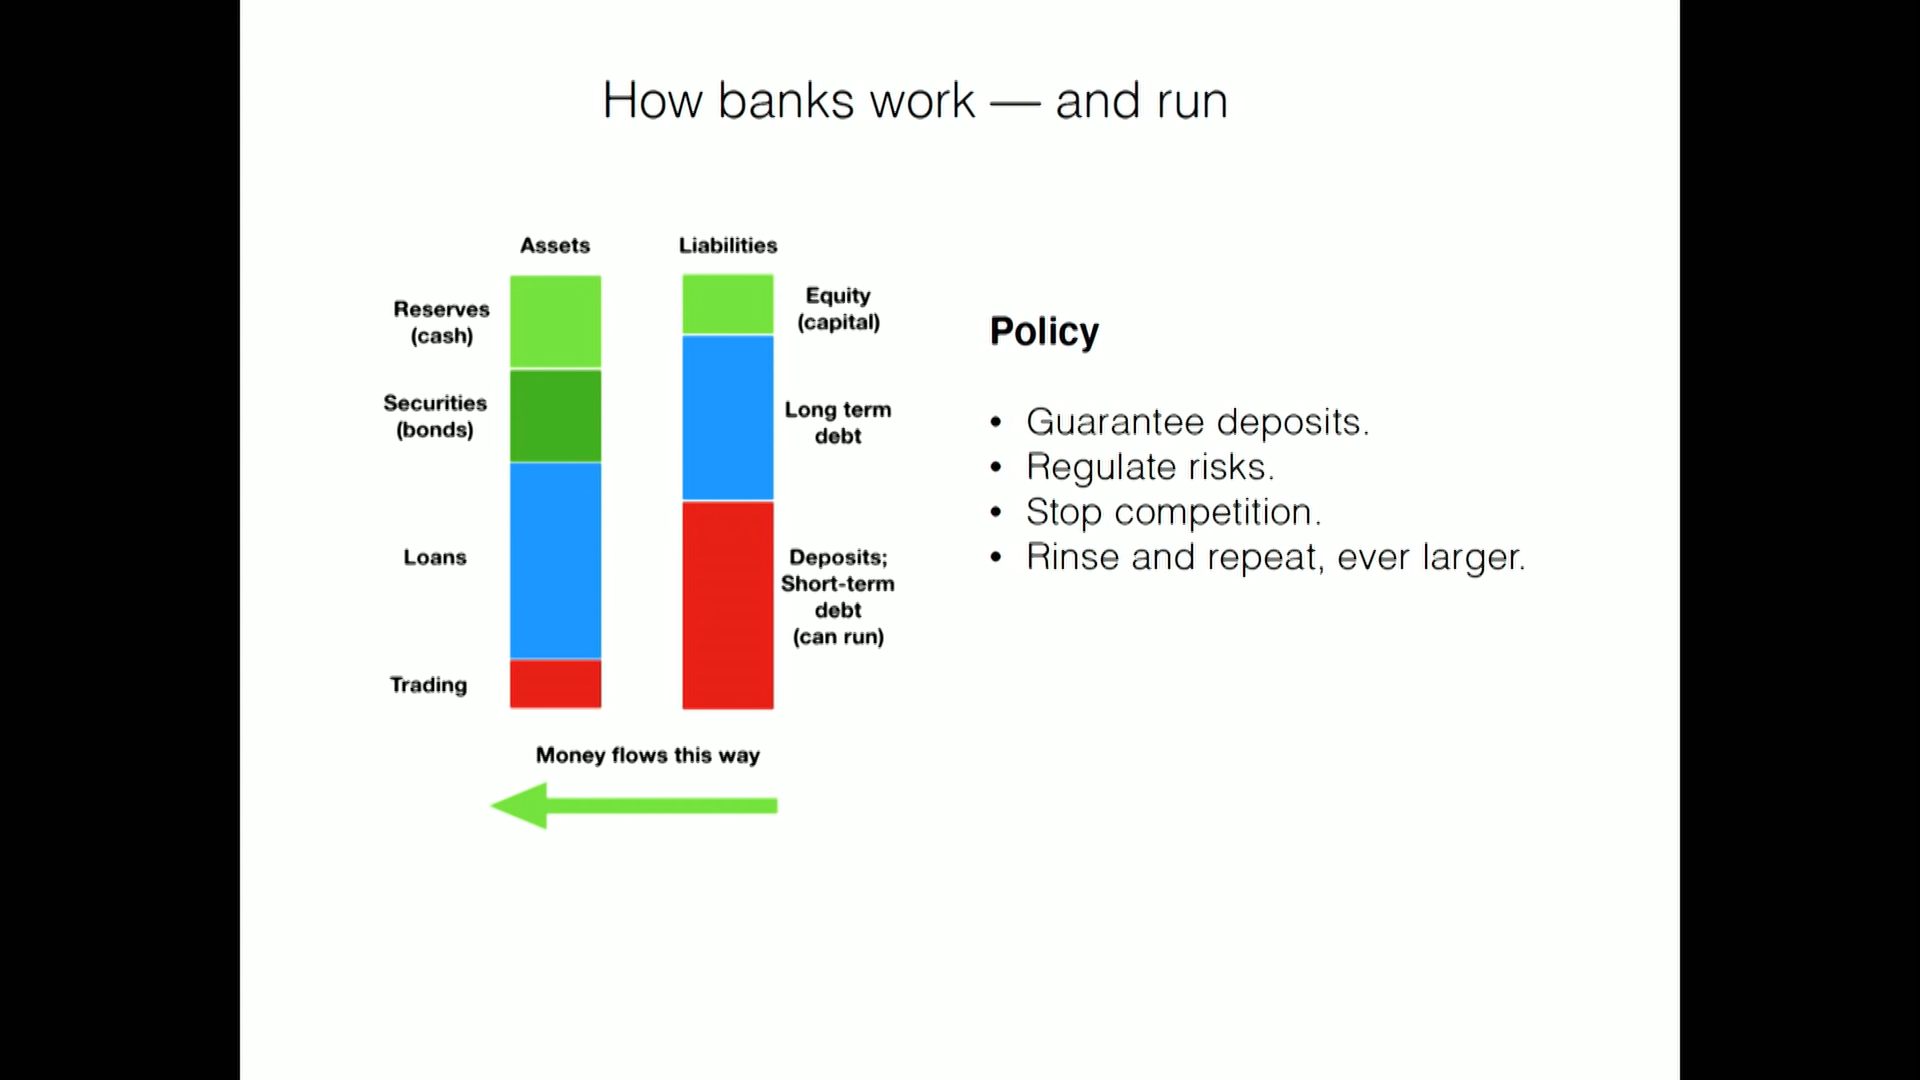 How banks work — and run
Assets
Liabilities
Reserves
(cash)
Securities
(bonds)
Loans
Trading
Equity
(capital)
Long term
debt
Deposits;
Short-term
debt
(can run)
Money flows this way
Policy
• Guarantee deposits.
• Regulate risks.
• Stop competition.
• Rinse and repeat, ever larger.